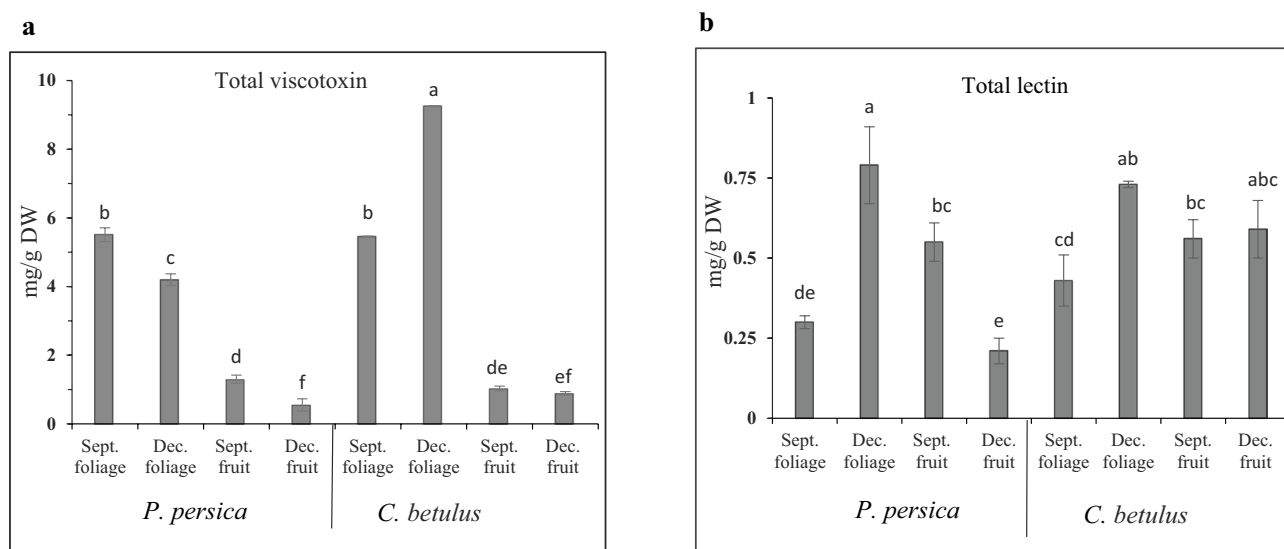 a
Total viscotoxin
mg/g DW
10
8
6
4
2
0
b
c
d
f
b
a
de
ef
Sept. foliage
Dec. foliage
Sept. fruit
Dec. fruit
Sept. foliage
Dec. foliage
Sept. fruit
Dec. fruit
P. persica
C. betulus
b
Total lectin
mg/g DW
1
0.75
0.5
0.25
0
de
a
bc
e
cd
ab
bc
abc
Sept. foliage
Dec. foliage
Sept. fruit
Dec. fruit
Sept. foliage
Dec. foliage
Sept. fruit
Dec. fruit
P. persica
C. betulus